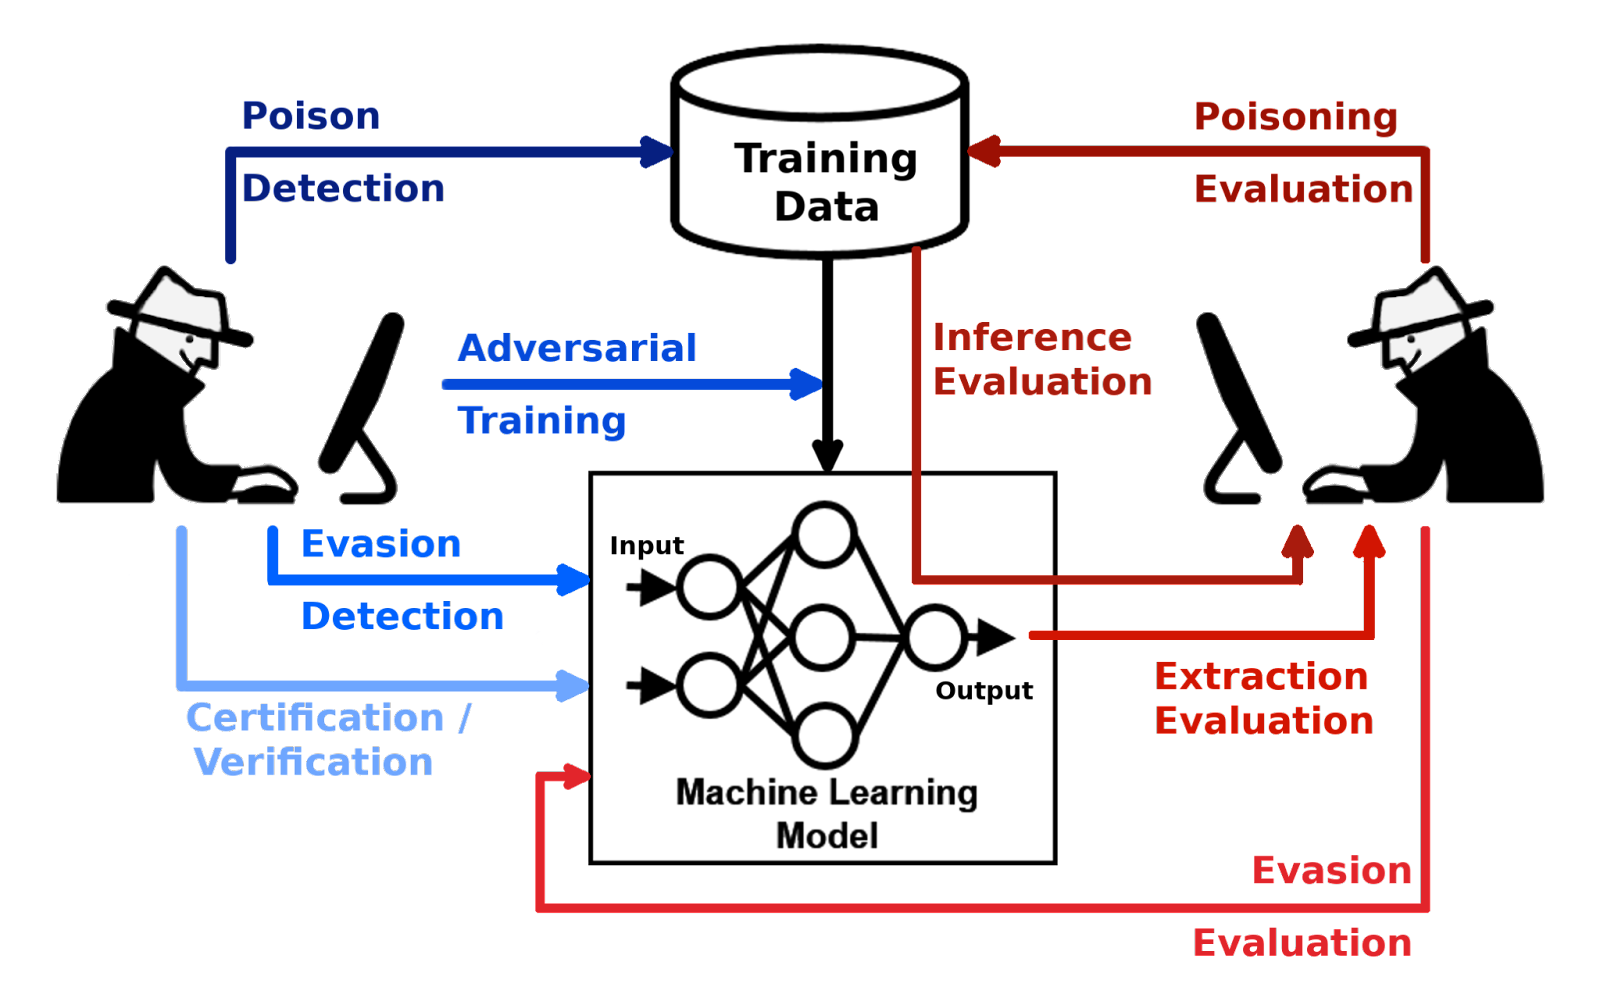 Poison
Detection
Training
Data
Poisoning
Evaluation
Adversarial
Training
Inference
Evaluation
Evasion
Detection
Certification /
Verification
Input
Output
Machine Learning
Model
Extraction
Evaluation
Evasion
Evaluation